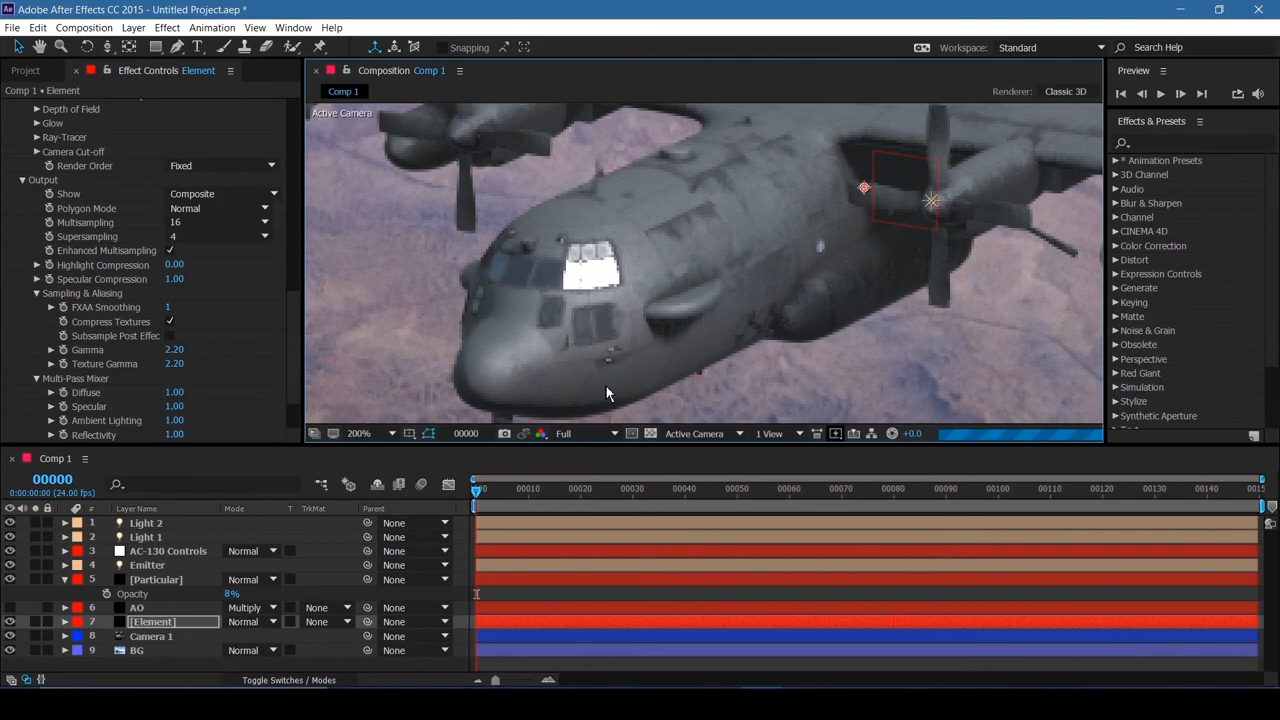 Adobe After Effects CC 2015 - Untitled Project.aep *
File Edit Composition Layer Effect Animation View Window Help
Snapping
Workspace: Standard
Search Help
Project
Effect Controls Element
Composition Comp 1
Preview
Comp 1 • Element
Comp 1
Renderer: Classic 3D
Active Camera
Depth of Field
Glow
Ray-Tracer
Camera Cut-off
Render Order Fixed
Output
Show Composite
Polygon Mode Normal
Multisampling 16
Supersampling 4
Enhanced Multisampling
Highlight Compression 0.00
Specular Compression 1.00
Sampling & Aliasing
FXAA Smoothing 1
Compress Textures
Subsample Post Effec
Gamma 2.20
Texture Gamma 2.20
Multi-Pass Mixer
Diffuse 1.00
Specular 1.00
Ambient Lighting 1.00
Reflectivity 1.00
Effects & Presets
* Animation Presets
3D Channel
Audio
Blur & Sharpen
Channel
CINEMA 4D
Color Correction
Distort
Expression Controls
Generate
Keying
Matte
Noise & Grain
Obsolete
Perspective
Red Giant
Simulation
Stylize
Synthetic Aperture
200% 00000 Full Active Camera 1 View +0.0
Comp 1
00000
0:00:00:00 (24.00 fps)
00010 00020 00030 00040 00050 00060 00070 00080 00090 00100 00110 00120 00130 00140 0015
# Layer Name Mode T TrkMat Parent
1 Light 2 None
2 Light 1 None
3 AC-130 Controls Normal None
4 Emitter None
5 [Particular] Normal None
Opacity 8%
6 AO Multiply None None
7 [Element] Normal None None
8 Camera 1 None
9 BG Normal None
Toggle Switches / Modes